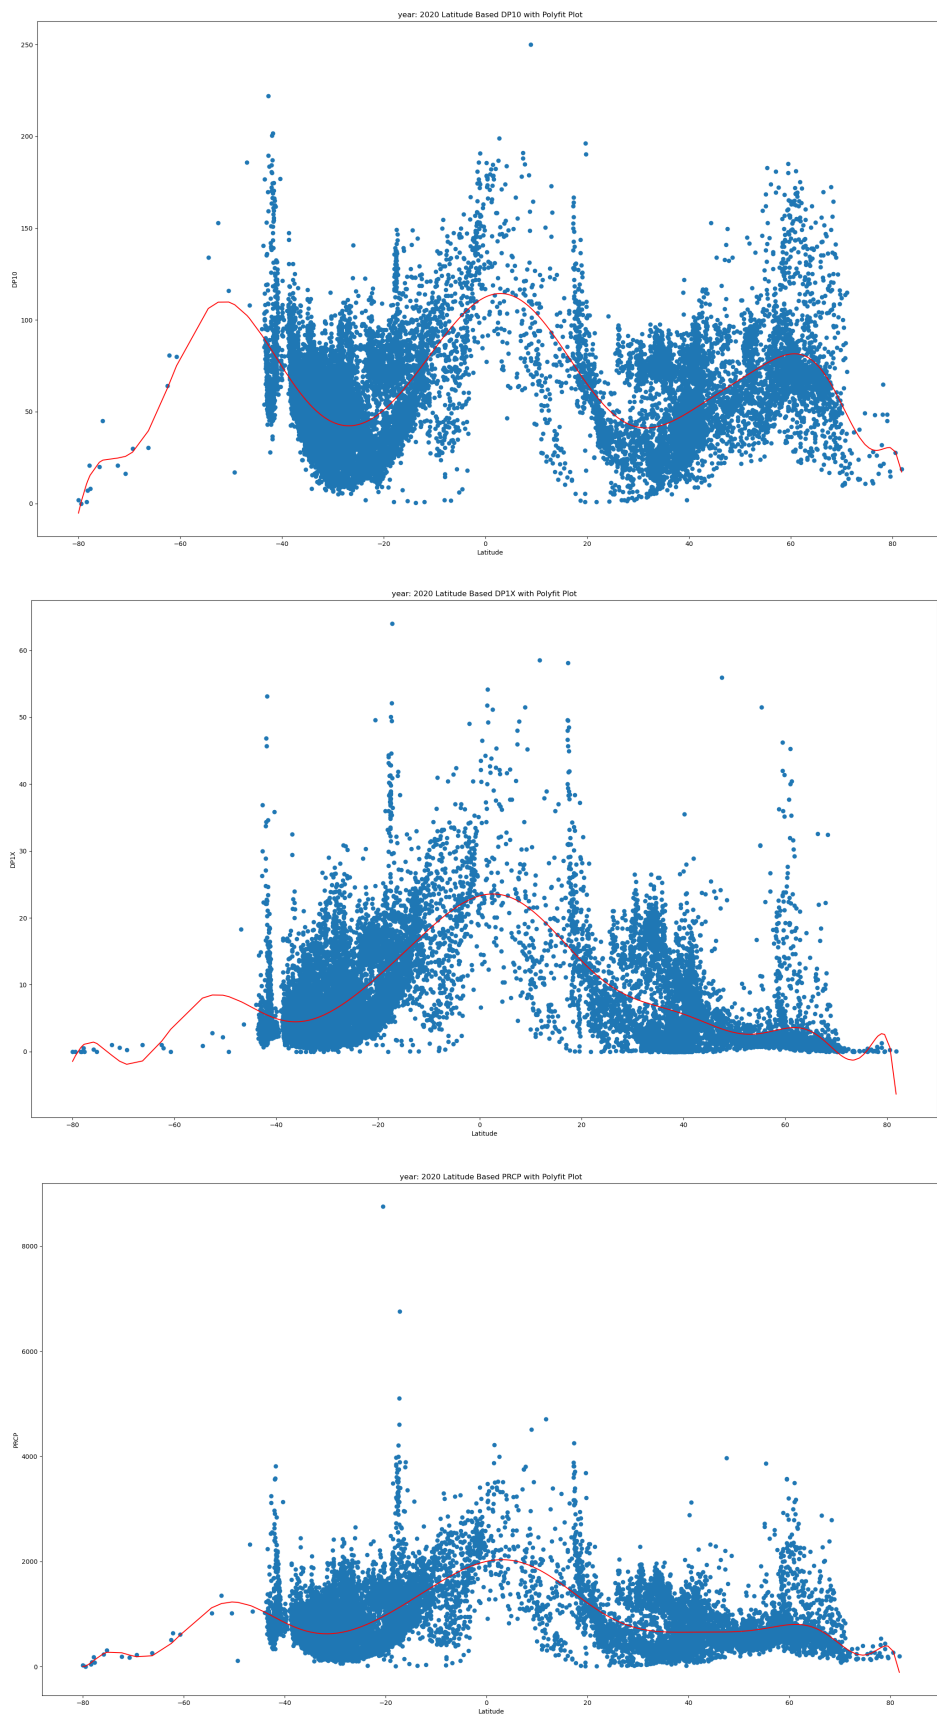 year: 2020 Latitude Based DP10 with Polyfit Plot
250
200
150
100
50
0
DP10
−80 −60 −40 −20 0 20 40 60 80
Latitude
year: 2020 Latitude Based DP1X with Polyfit Plot
60
50
40
30
20
10
0
DP1X
−80 −60 −40 −20 0 20 40 60 80
Latitude
year: 2020 Latitude Based PRCP with Polyfit Plot
8000
6000
4000
2000
0
PRCP
−80 −60 −40 −20 0 20 40 60 80
Latitude